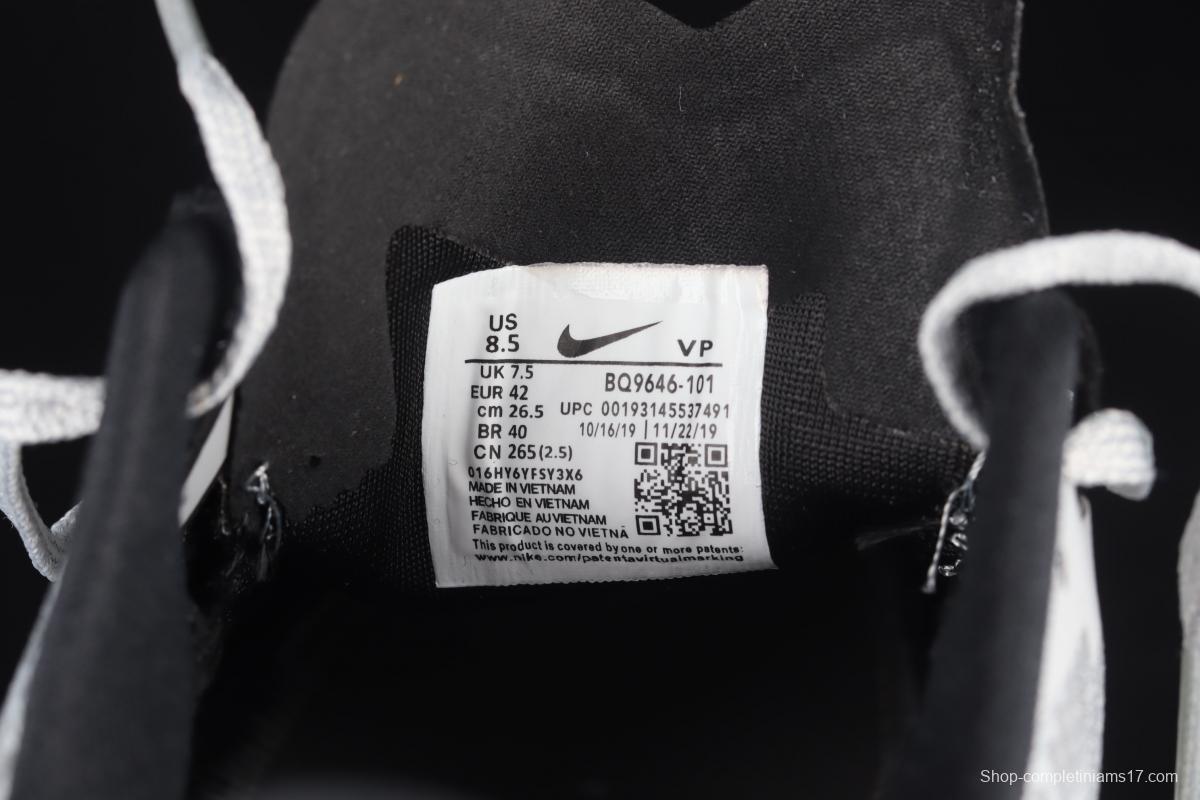 US
8.5
VP
UK 7.5
EUR 42
cm 26.5
BR 40
CN 265(2.5)
BQ9646-101
UPC 00193145537491
10/16/19 | 11/22/19
016HY6YFSY3X6
MADE IN VIETNAM
HECHO EN VIETNAM
FABRIQUE AU VIETNAM
FABRICADO NO VIETNÃ
This product is covered by one or more patents:
www.nike.com/patentavirtualmarking
Shop-completiniams17.com